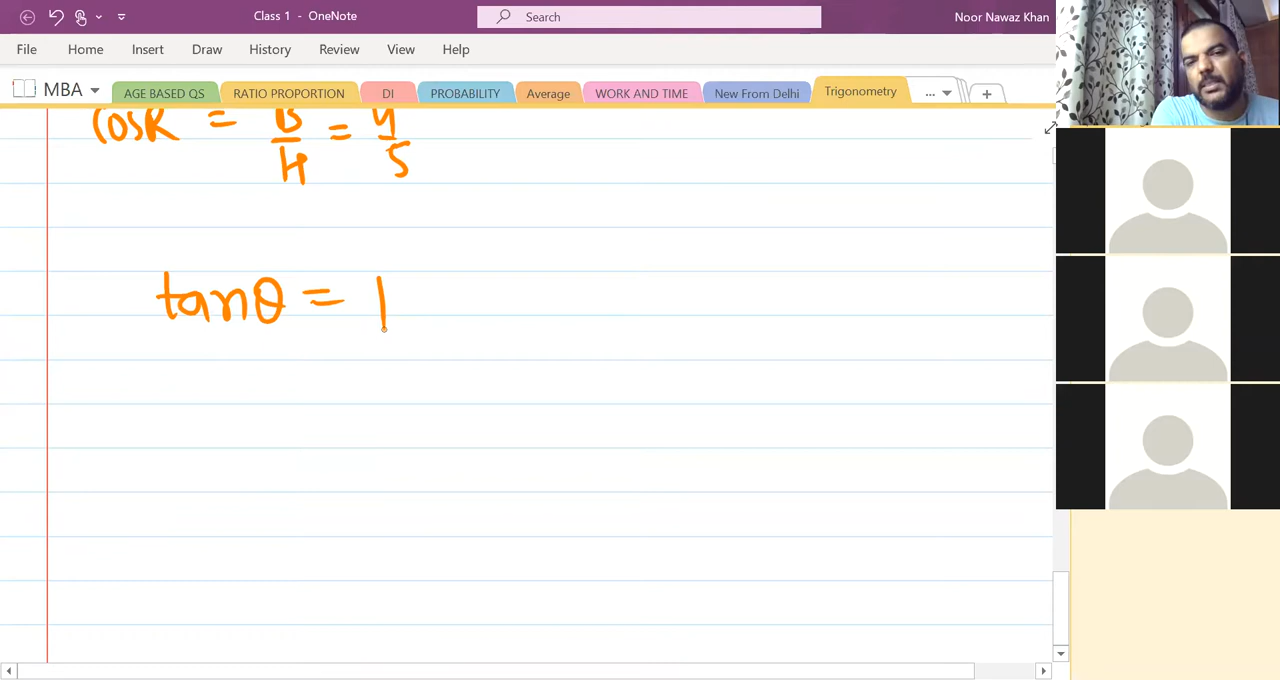 Class 1 - OneNote
Search
Noor Nawaz Khan
File Home Insert Draw History Review View Help
MBA AGE BASED QS RATIO PROPORTION DI PROBABILITY Average WORK AND TIME New From Delhi Trigonometry ... +
CosR = B/H = 4/5
tanθ = 1